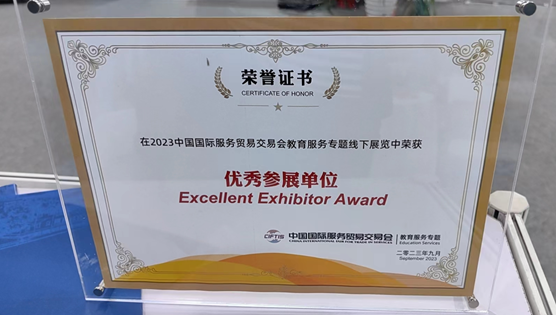 荣誉证书
CERTIFICATE OF HONOR
在2023中国国际服务贸易交易会教育服务专题线下展览中荣获
优秀参展单位
Excellent Exhibitor Award
CIFTIS 中国国际服务贸易交易会 教育服务专题
CHINA INTERNATIONAL FAIR FOR TRADE IN SERVICES Education Services
二〇二三年九月
September 2023